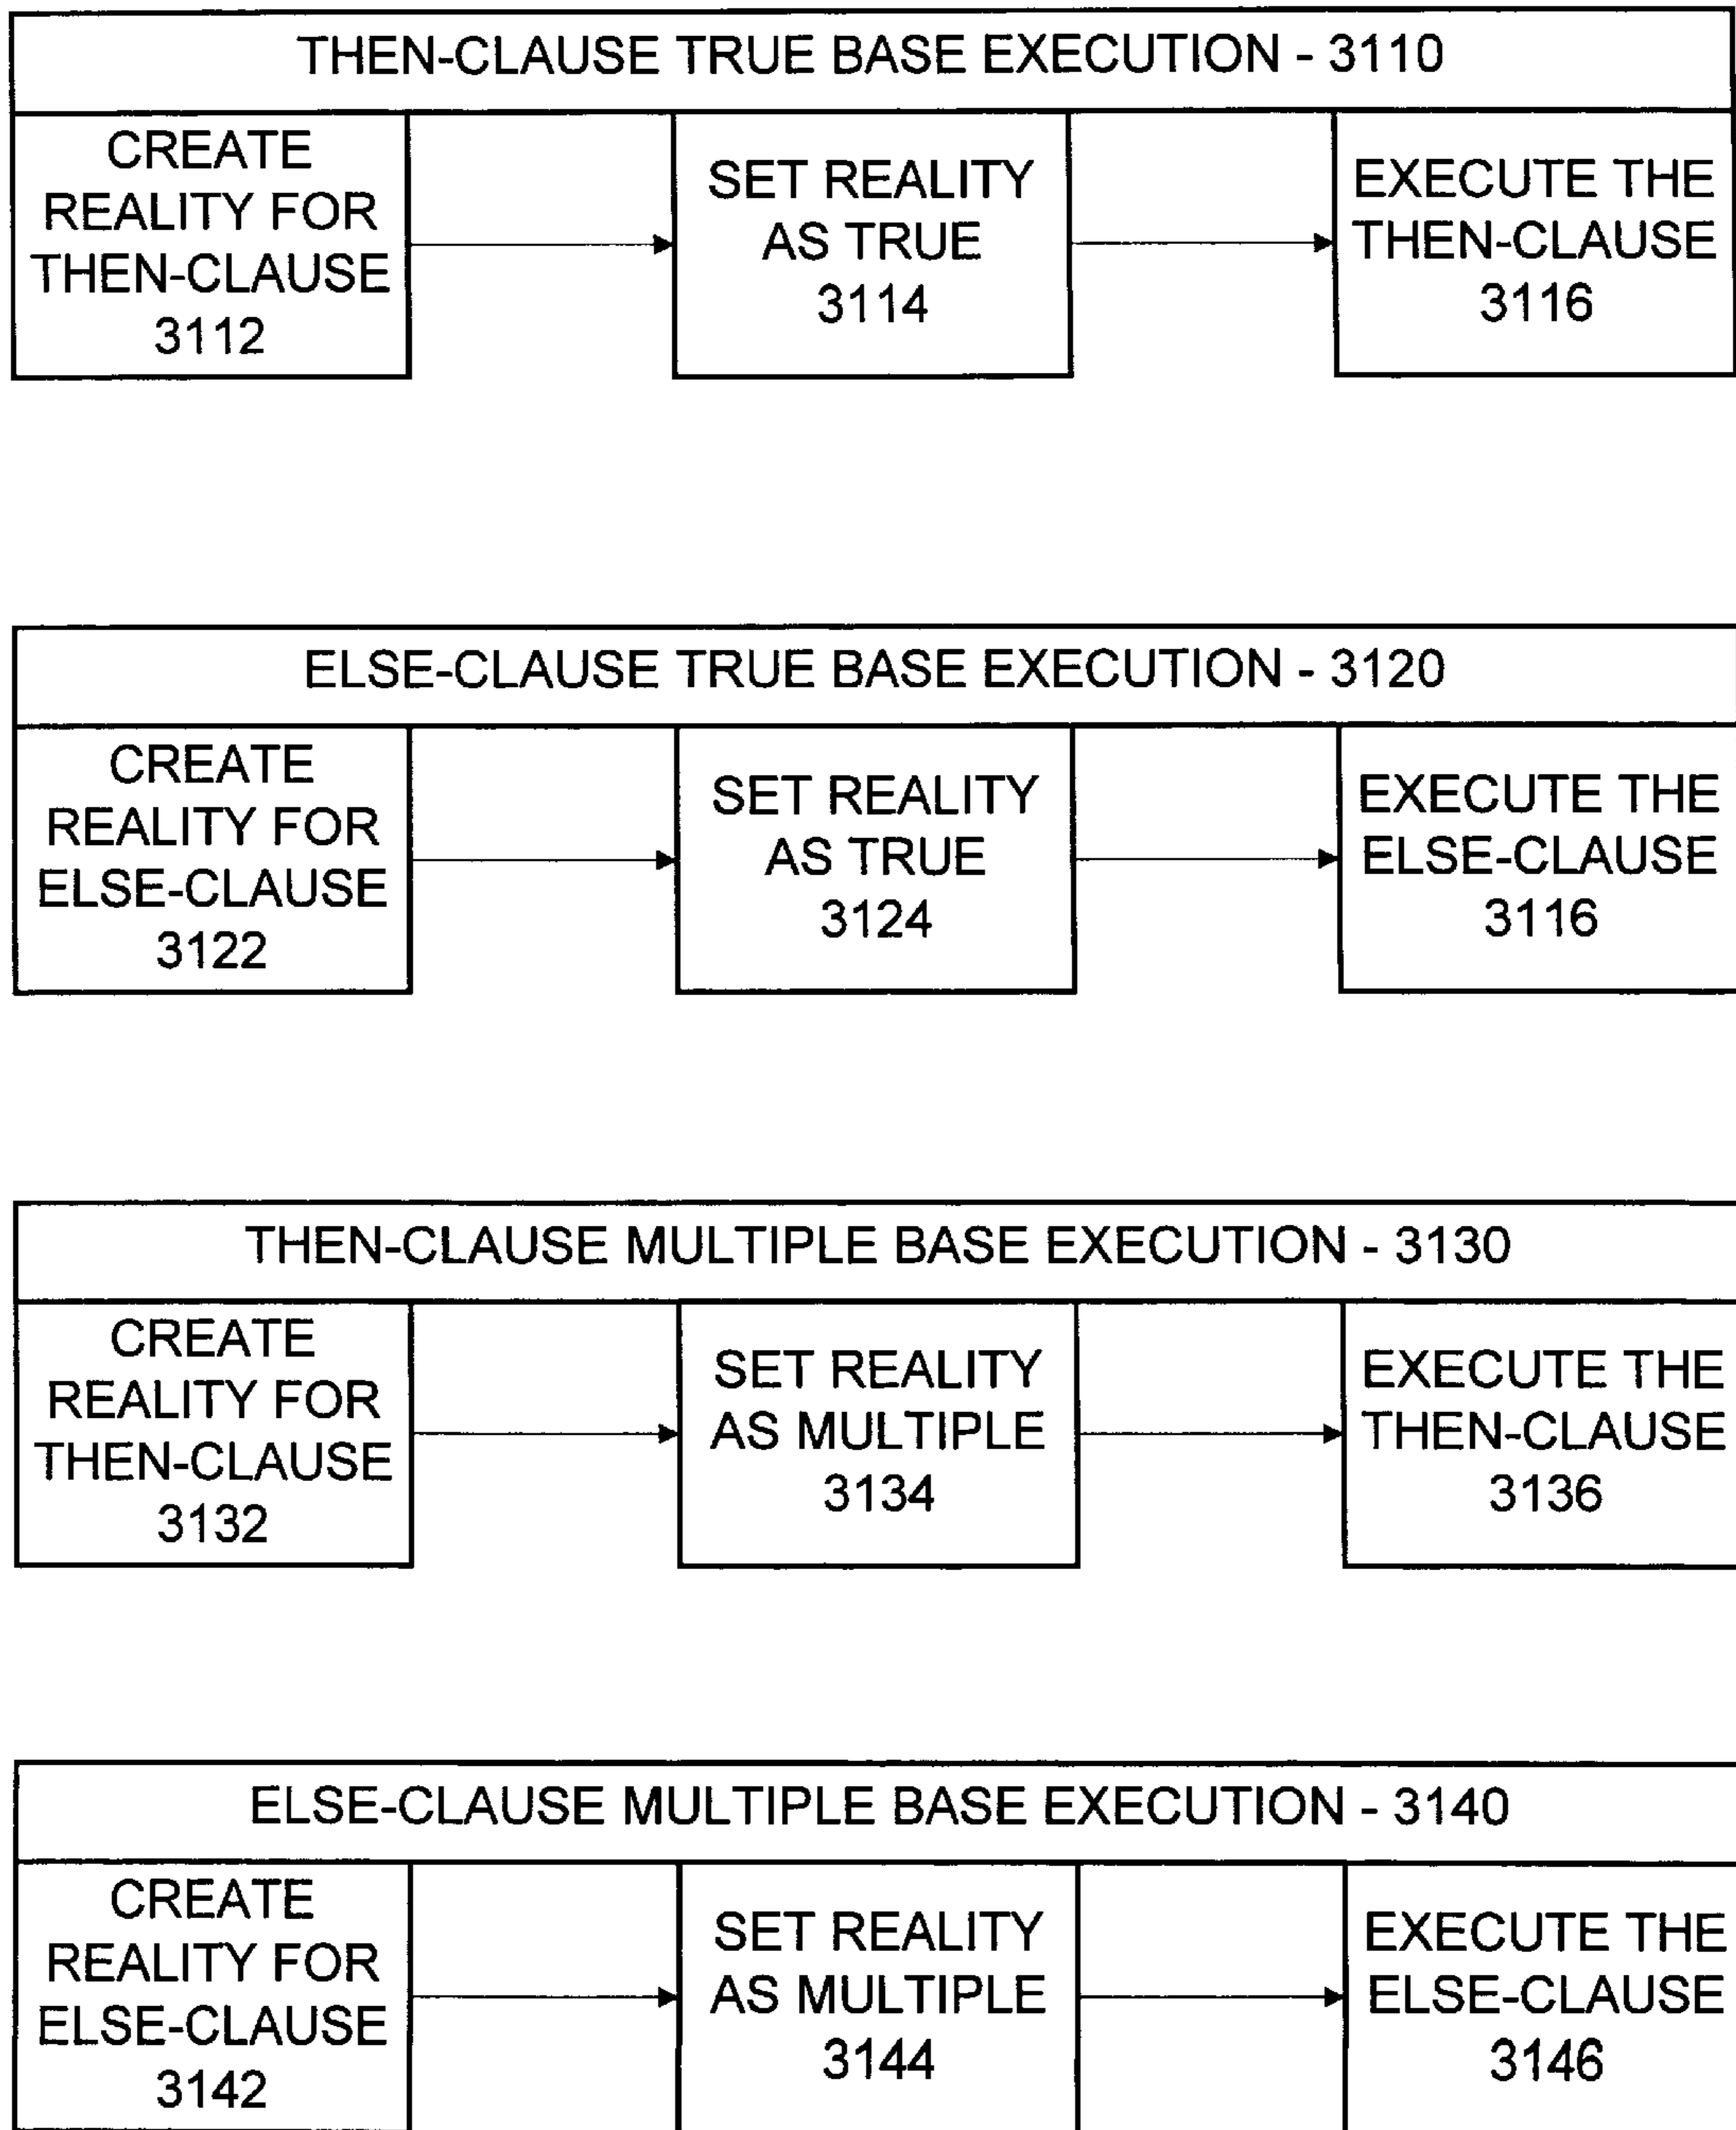 THEN-CLAUSE TRUE BASE EXECUTION - 3110
CREATE
REALITY FOR
THEN-CLAUSE
3112
SET REALITY
AS TRUE
3114
EXECUTE THE
THEN-CLAUSE
3116
ELSE-CLAUSE TRUE BASE EXECUTION - 3120
CREATE
REALITY FOR
ELSE-CLAUSE
3122
SET REALITY
AS TRUE
3124
EXECUTE THE
ELSE-CLAUSE
3116
THEN-CLAUSE MULTIPLE BASE EXECUTION - 3130
CREATE
REALITY FOR
THEN-CLAUSE
3132
SET REALITY
AS MULTIPLE
3134
EXECUTE THE
THEN-CLAUSE
3136
ELSE-CLAUSE MULTIPLE BASE EXECUTION - 3140
CREATE
REALITY FOR
ELSE-CLAUSE
3142
SET REALITY
AS MULTIPLE
3144
EXECUTE THE
ELSE-CLAUSE
3146